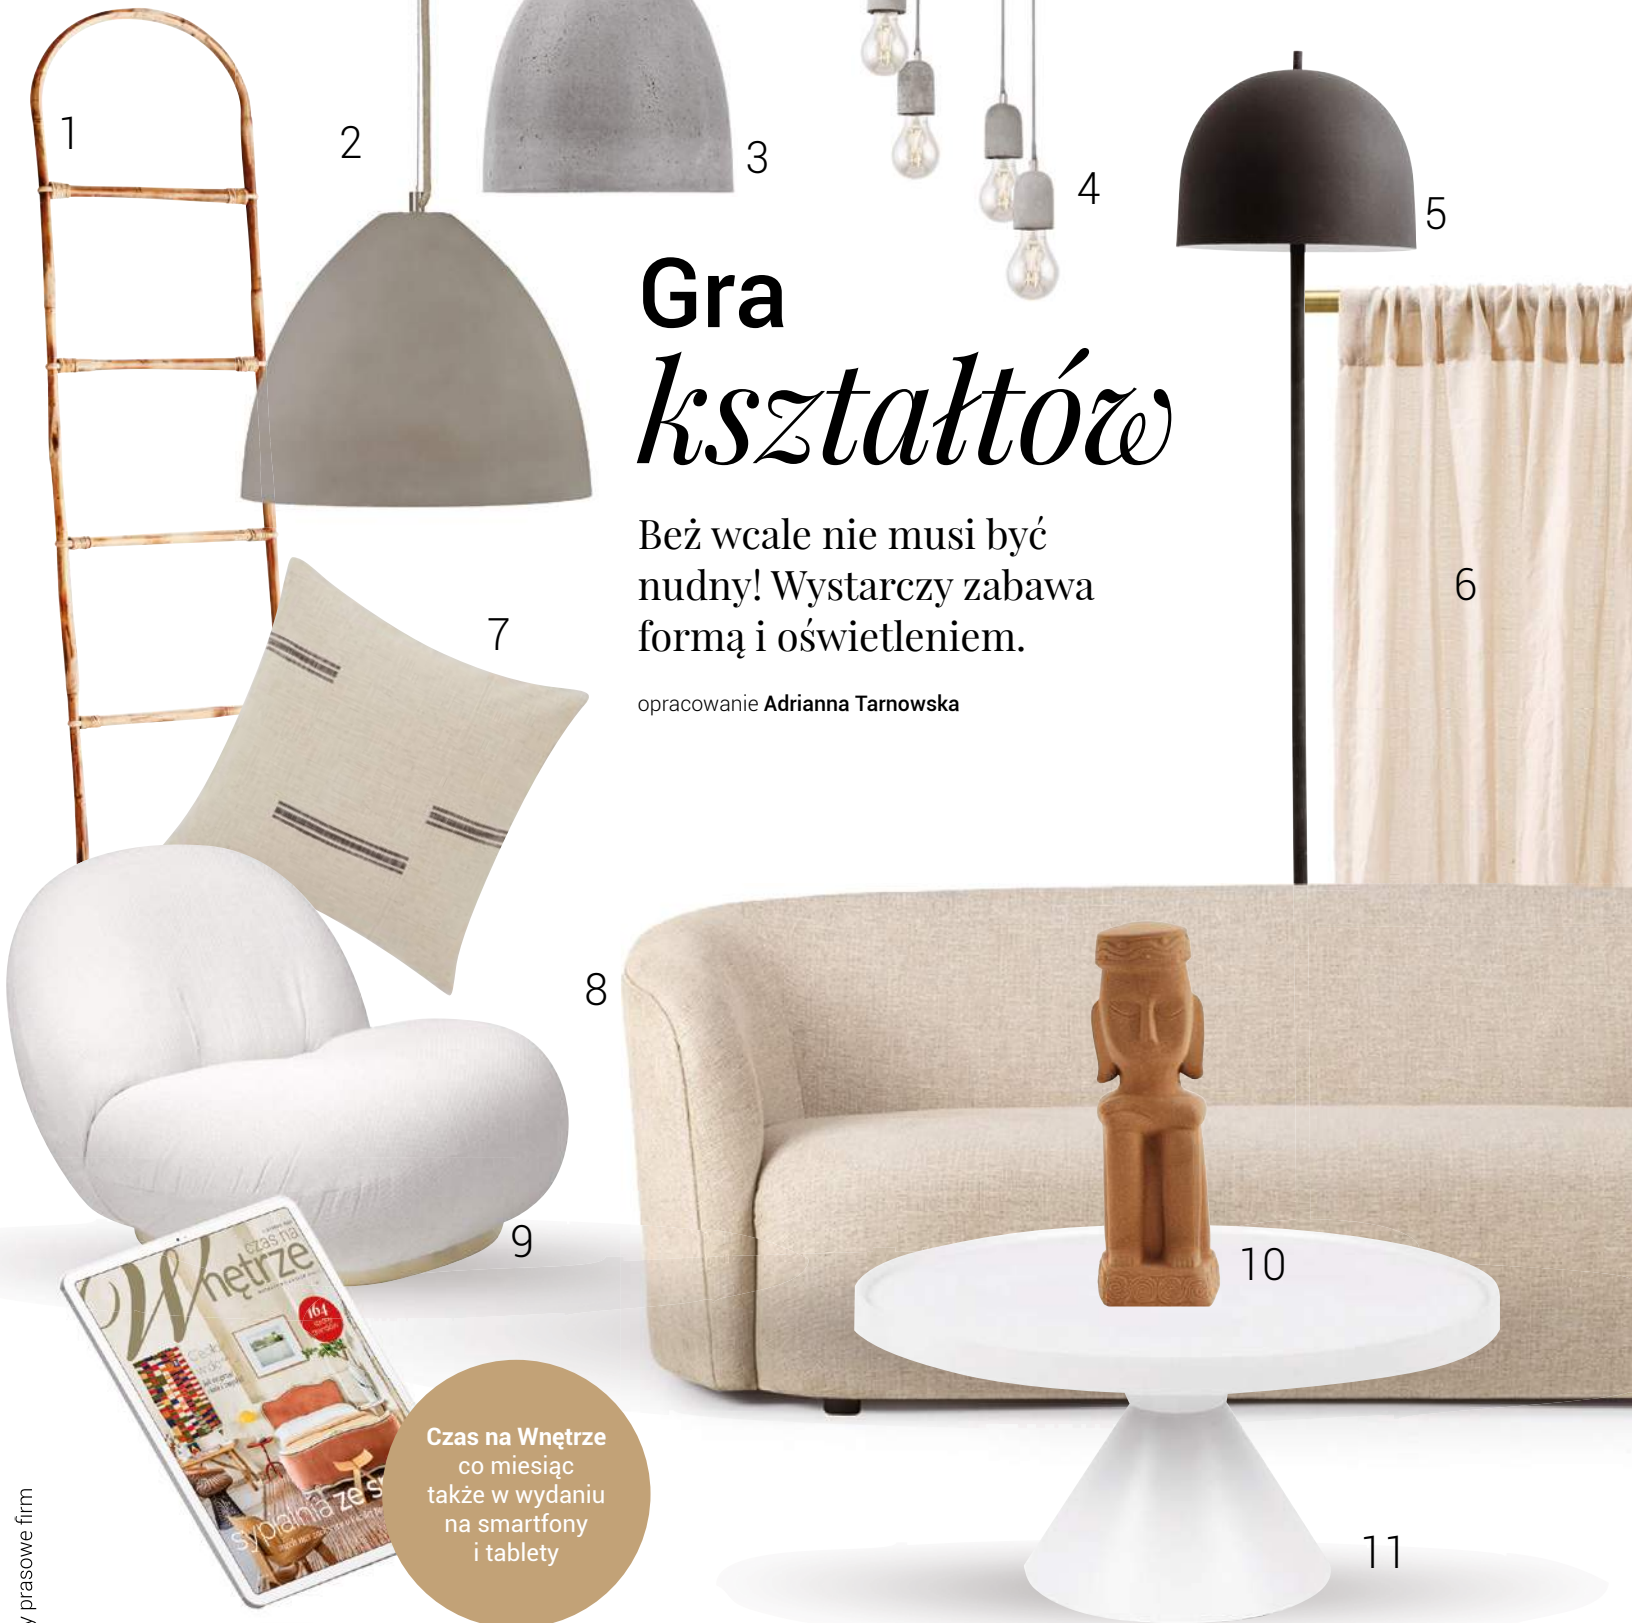 1
2
3
4
5
Gra
kształtów
Beż wcale nie musi być
nudny! Wystarczy zabawa
formą i oświetleniem.
opracowanie Adrianna Tarnowska
6
7
8
9
10
11
czas na
Wnętrze
164
sypialnia ze s
Czas na Wnętrze
co miesiąc
także w wydaniu
na smartfony
i tablety
y prasowe firm